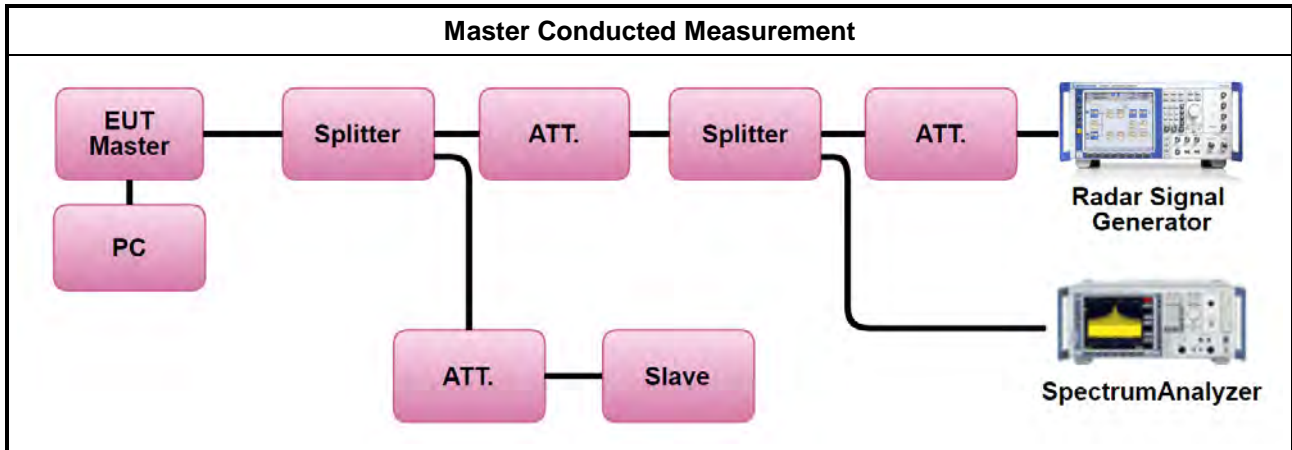 Master Conducted Measurement
EUT
Master
Splitter
ATT.
Splitter
ATT.
Radar Signal
Generator
PC
ATT.
Slave
SpectrumAnalyzer